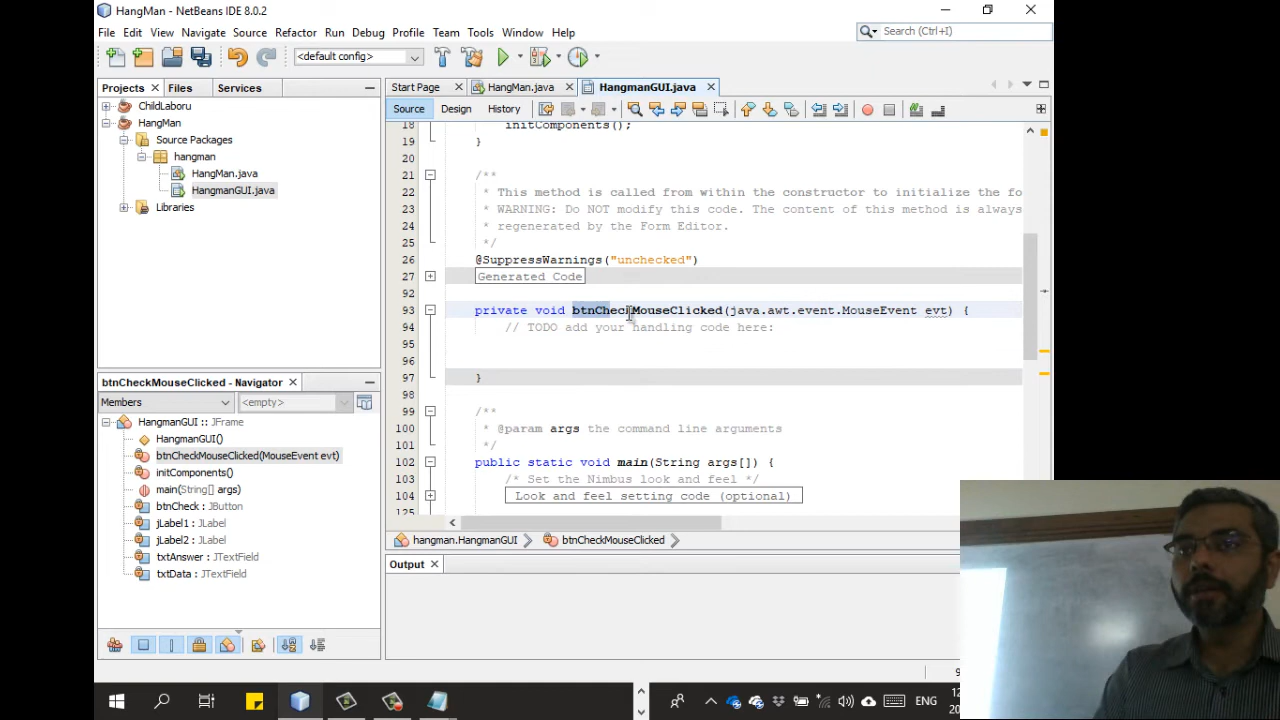 HangMan - NetBeans IDE 8.0.2
File Edit View Navigate Source Refactor Run Debug Profile Team Tools Window Help
Search (Ctrl+I)
<default config>
Projects Files Services
Start Page HangMan.java HangmanGUI.java
Source Design History
ChildLaboru
HangMan
Source Packages
hangman
HangMan.java
HangmanGUI.java
Libraries
18 initComponents();
19 }
20
21 /**
22 * This method is called from within the constructor to initialize the fo
23 * WARNING: Do NOT modify this code. The content of this method is always
24 * regenerated by the Form Editor.
25 */
26 @SuppressWarnings("unchecked")
27 Generated Code
92
93 private void btnCheckMouseClicked(java.awt.event.MouseEvent evt) {
94 // TODO add your handling code here:
95
96
97 }
98
99 /**
100 * @param args the command line arguments
101 */
102 public static void main(String args[]) {
103 /* Set the Nimbus look and feel */
104 Look and feel setting code (optional)
125
btnCheckMouseClicked - Navigator
Members <empty>
HangmanGUI :: JFrame
HangmanGUI()
btnCheckMouseClicked(MouseEvent evt)
initComponents()
main(String[] args)
btnCheck : JButton
jLabel1 : JLabel
jLabel2 : JLabel
txtAnswer : JTextField
txtData : JTextField
hangman.HangmanGUI btnCheckMouseClicked
Output
ENG